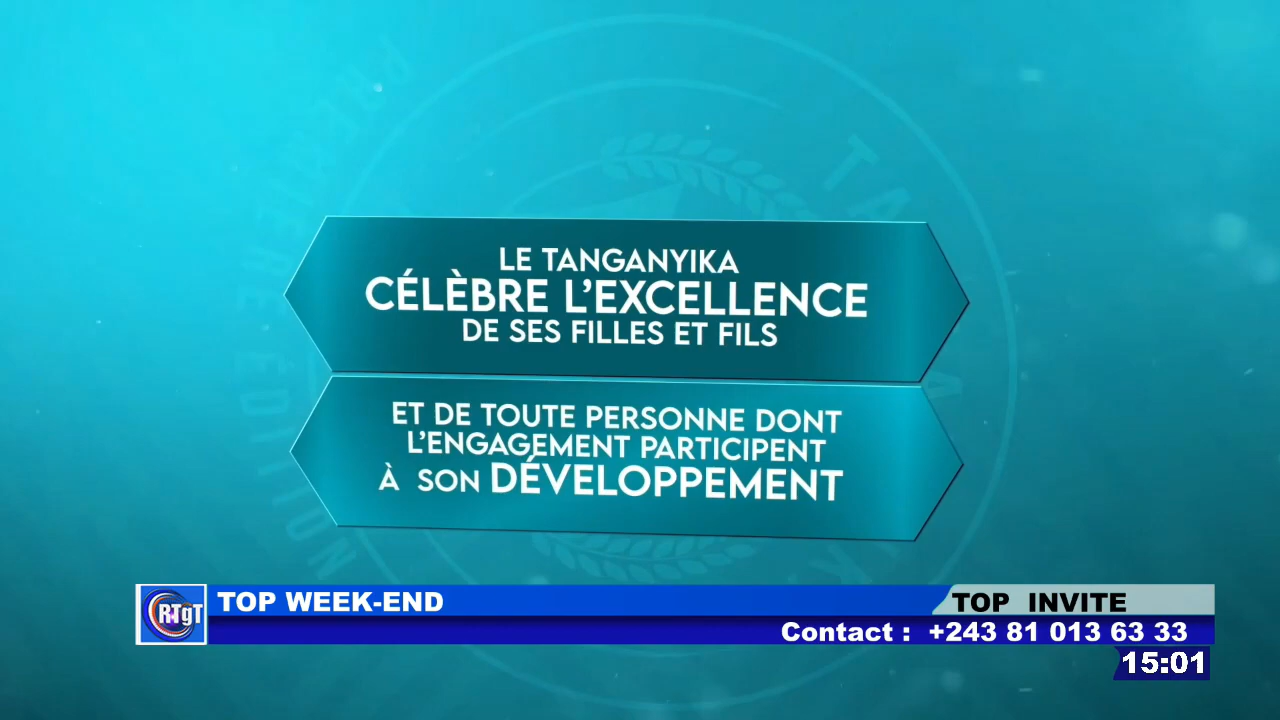 LE TANGANYIKA
CÉLÈBRE L'EXCELLENCE
DE SES FILLES ET FILS
ET DE TOUTE PERSONNE DONT
L'ENGAGEMENT PARTICIPENT
À SON DÉVELOPPEMENT
RTgT
TOP WEEK-END
TOP INVITE
Contact : +243 81 013 63 33
15:01